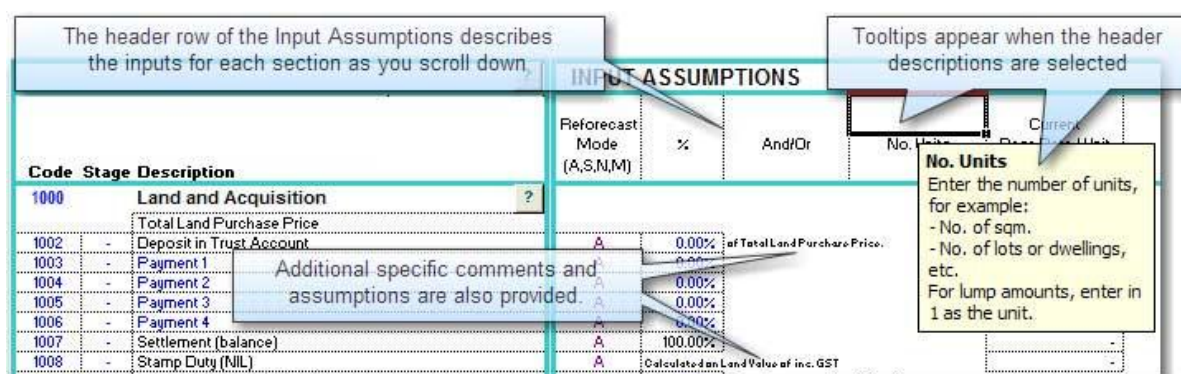 The header row of the Input Assumptions describes
the inputs for each section as you scroll down
Tooltips appear when the header
descriptions are selected
? INPUT ASSUMPTIONS
Reforecast
Mode
(A,S,N,M)
%
And/Or
No. Units
Current
Code Stage Description
No. Units
Enter the number of units,
for example:
- No. of sqm.
- No. of lots or dwellings,
etc.
For lump amounts, enter in
1 as the unit.
1000 Land and Acquisition ?
Total Land Purchase Price
1002 - Deposit in Trust Account A 0.00% of Total Land Purchase Price.
1003 - Payment 1 0.00%
1004 - Payment 2 A 0.00%
1005 - Payment 3 A 0.00%
1006 - Payment 4 A 0.00%
1007 - Settlement (balance) A 100.00% -
1008 - Stamp Duty (NIL) A Calculated on Land Value of inc. GST -
Additional specific comments and
assumptions are also provided.